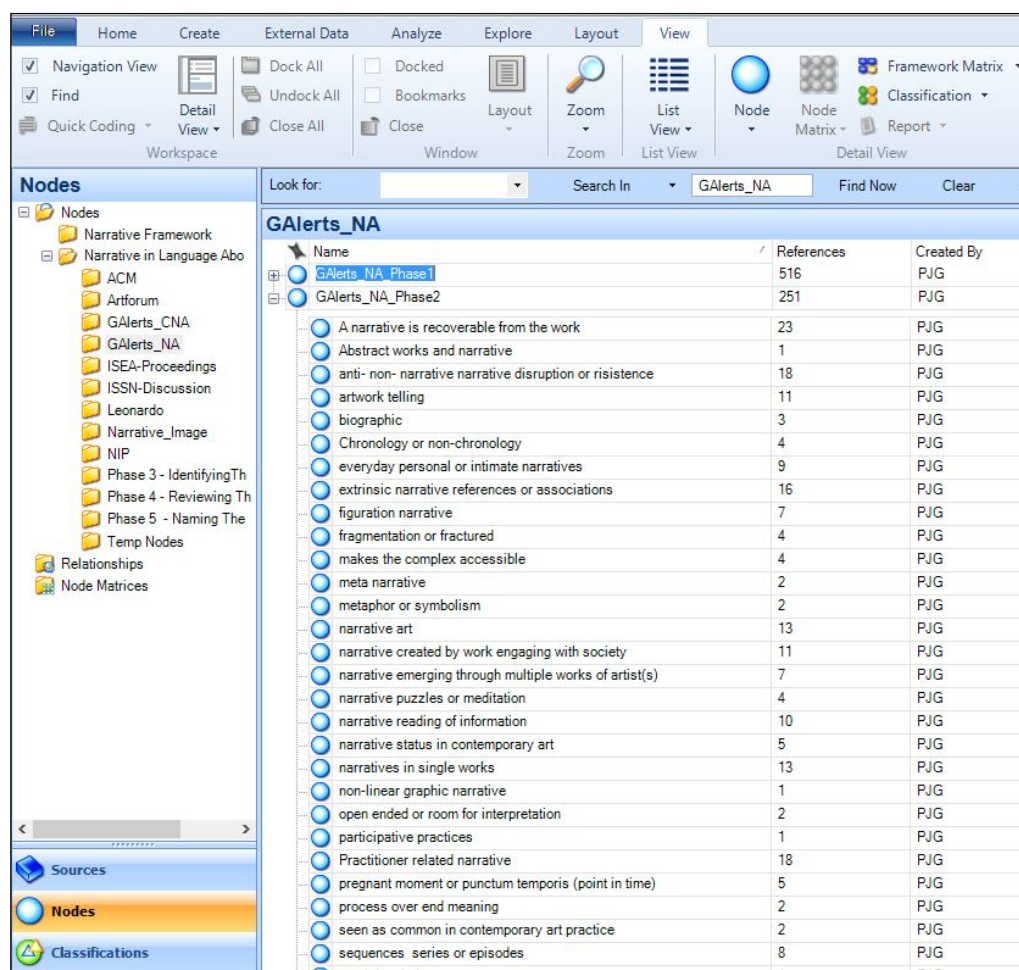 File Home Create External Data Analyze Explore Layout View
Navigation View
Find
Quick Coding
Detail View
Workspace
Dock All
Undock All
Close All
Docked
Bookmarks
Close
Layout
Window
Zoom
Zoom
List View
List View
Node
Node Matrix
Framework Matrix
Classification
Report
Detail View
Nodes
Look for: Search In GAlerts_NA Find Now Clear
Nodes
Narrative Framework
Narrative in Language Abo
ACM
Artforum
GAlerts_CNA
GAlerts_NA
ISEA-Proceedings
ISSN-Discussion
Leonardo
Narrative_Image
NIP
Phase 3 - IdentifyingTh
Phase 4 - Reviewing Th
Phase 5 - Naming The
Temp Nodes
Relationships
Node Matrices
Sources
Nodes
Classifications
GAlerts_NA
Name References Created By
GAlerts_NA_Phase1 516 PJG
GAlerts_NA_Phase2 251 PJG
A narrative is recoverable from the work 23 PJG
Abstract works and narrative 1 PJG
anti- non- narrative narrative disruption or risistence 18 PJG
artwork telling 11 PJG
biographic 3 PJG
Chronology or non-chronology 4 PJG
everyday personal or intimate narratives 9 PJG
extrinsic narrative references or associations 16 PJG
figuration narrative 7 PJG
fragmentation or fractured 4 PJG
makes the complex accessible 4 PJG
meta narrative 2 PJG
metaphor or symbolism 2 PJG
narrative art 13 PJG
narrative created by work engaging with society 11 PJG
narrative emerging through multiple works of artist(s) 7 PJG
narrative puzzles or meditation 4 PJG
narrative reading of information 10 PJG
narrative status in contemporary art 5 PJG
narratives in single works 13 PJG
non-linear graphic narrative 1 PJG
open ended or room for interpretation 2 PJG
participative practices 1 PJG
Practitioner related narrative 18 PJG
pregnant moment or punctum temporis (point in time) 5 PJG
process over end meaning 2 PJG
seen as common in contemporary art practice 2 PJG
sequences series or episodes 8 PJG